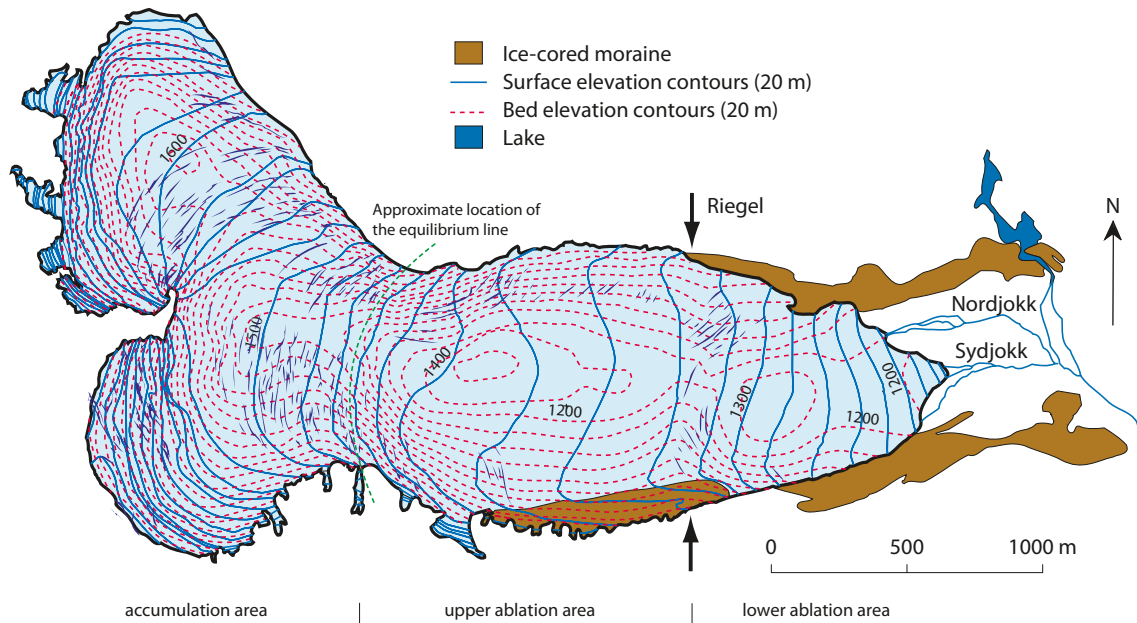 Ice-cored moraine
Surface elevation contours (20 m)
Bed elevation contours (20 m)
Lake
1600
Approximate location of
the equilibrium line
Riegel
N
Nordjokk
Sydjokk
1500
1400
1200
1300
1200
1200
0 500 1000 m
accumulation area | upper ablation area | lower ablation area